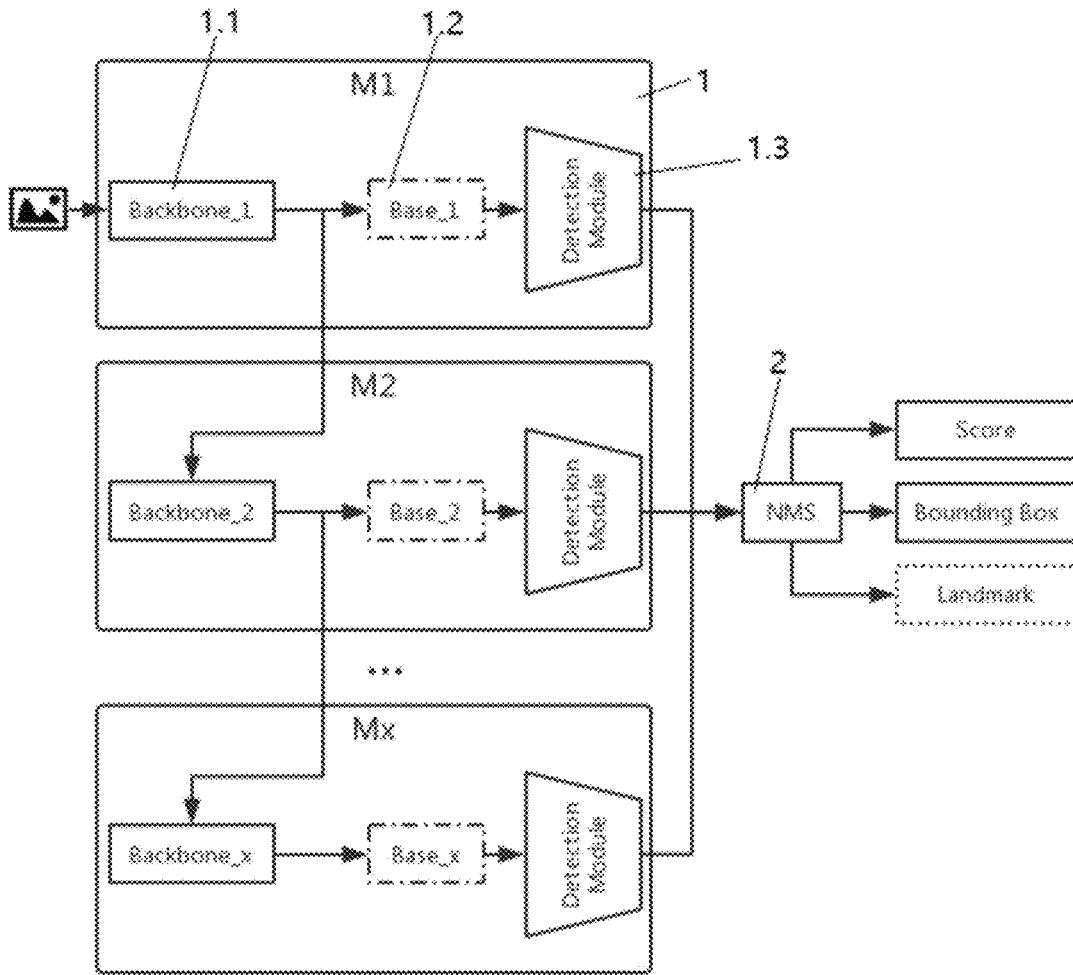 1.1
1.2
M1
1
1.3
Backbone_1
Base_1
Detection
Module
M2
2
Score
Backbone_2
Base_2
Detection
Module
NMS
Bounding Box
Landmark
...
Mx
Backbone_x
Base_x
Detection
Module